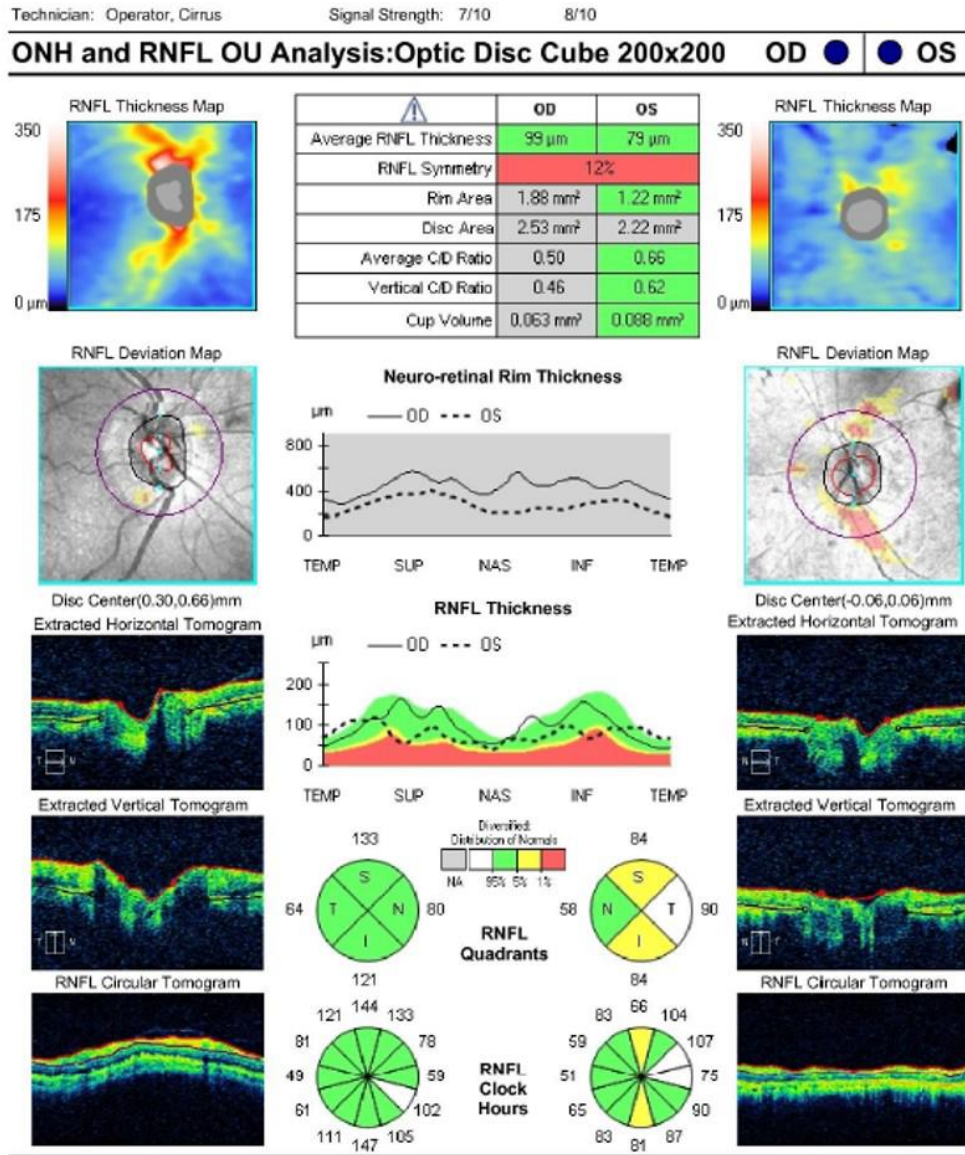 Technician: Operator, Cirrus Signal Strength: 7/10 8/10
ONH and RNFL OU Analysis:Optic Disc Cube 200x200 OD OS
RNFL Thickness Map
350
175
0 µm
OD OS
Average RNFL Thickness 99 µm 79 µm
RNFL Symmetry 12%
Rim Area 1.88 mm² 1.22 mm²
Disc Area 2.53 mm² 2.22 mm²
Average C/D Ratio 0.50 0.66
Vertical C/D Ratio 0.46 0.62
Cup Volume 0.063 mm³ 0.088 mm³
RNFL Thickness Map
350
175
0 µm
RNFL Deviation Map
Disc Center(0.30,0.66)mm
Neuro-retinal Rim Thickness
µm OD OS
800
400
0
TEMP SUP NAS INF TEMP
RNFL Deviation Map
Disc Center(-0.06,0.06)mm
Extracted Horizontal Tomogram
T N
RNFL Thickness
µm OD OS
200
100
0
TEMP SUP NAS INF TEMP
Extracted Horizontal Tomogram
N T
Extracted Vertical Tomogram
T N
133
S
64 T N 80
I
121
Diversified:
Distribution of Normals
NA 95% 5% 1%
RNFL
Quadrants
84
S
58 N T 90
I
84
Extracted Vertical Tomogram
N T
RNFL Circular Tomogram
144
121 133
81 78
49 59
61 102
111 105
147
RNFL
Clock
Hours
66
83 104
59 107
51 75
65 90
83 87
81
RNFL Circular Tomogram